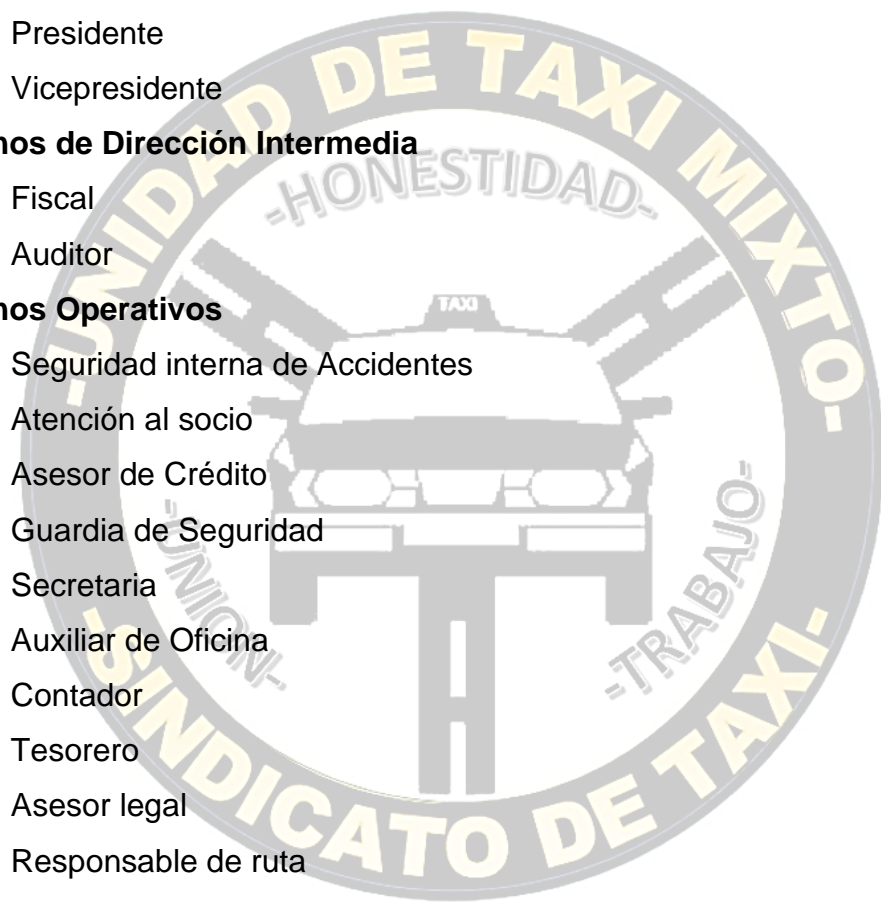 Presidente
Vicepresidente
nos de Dirección Intermedia
Fiscal
Auditor
nos Operativos
Seguridad interna de Accidentes
Atención al socio
Asesor de Crédito
Guardia de Seguridad
Secretaria
Auxiliar de Oficina
Contador
Tesorero
Asesor legal
Responsable de ruta
-UNIDAD DE TAXI MIXTO-
-HONESTIDAD-
TAXI
-UNION-
-TRABAJO-
-SINDICATO DE TAXI-